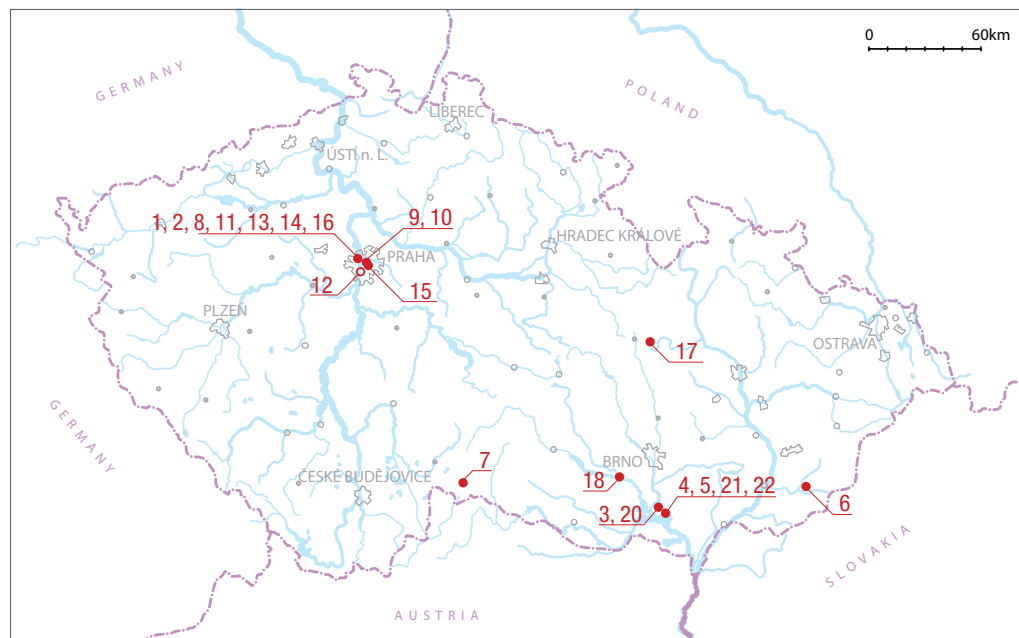 0 60km
GERMANY
POLAND
LIBEREC
ÚSTÍ n. L.
1, 2, 8, 11, 13, 14, 16
9, 10
HRADEC KRÁLOVÉ
PRAHA
12
15
PLZEŇ
OSTRAVA
17
GERMANY
BRNO
7
ČESKÉ BUDĚJOVICE
18
4, 5, 21, 22
6
3, 20
SLOVAKIA
AUSTRIA